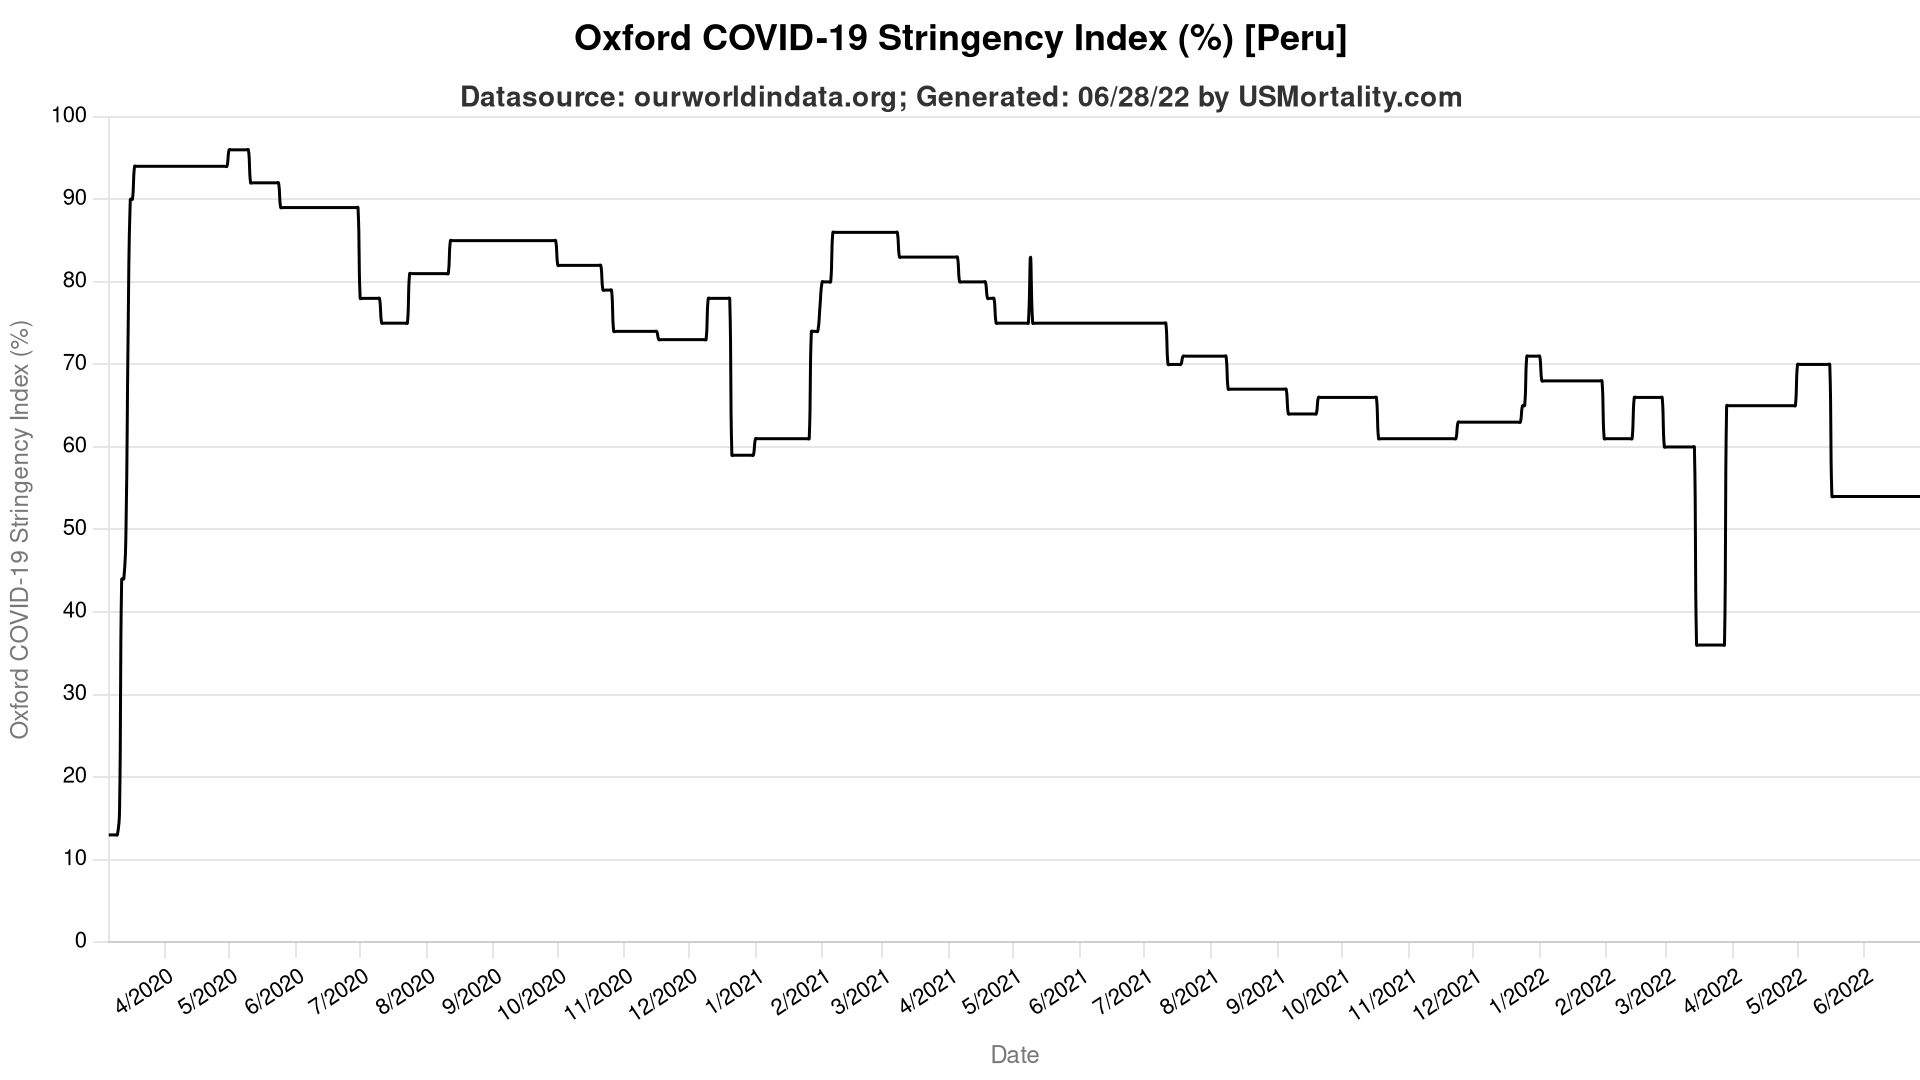 Oxford COVID-19 Stringency Index (%) [Peru]
Datasource: ourworldindata.org; Generated: 06/28/22 by USMortality.com
Oxford COVID-19 Stringency Index (%)
100
90
80
70
60
50
40
30
20
10
0
4/2020 5/2020 6/2020 7/2020 8/2020 9/2020 10/2020 11/2020 12/2020 1/2021 2/2021 3/2021 4/2021 5/2021 6/2021 7/2021 8/2021 9/2021 10/2021 11/2021 12/2021 1/2022 2/2022 3/2022 4/2022 5/2022 6/2022
Date